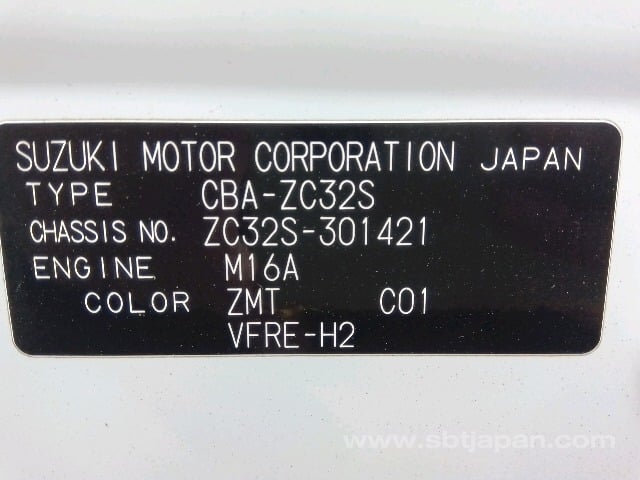 SUZUKI MOTOR CORPORATION JAPAN
TYPE CBA-ZC32S
CHASSIS NO. ZC32S-301421
ENGINE M16A
COLOR ZMT C01
VFRE-H2
www.sbtjapan.com